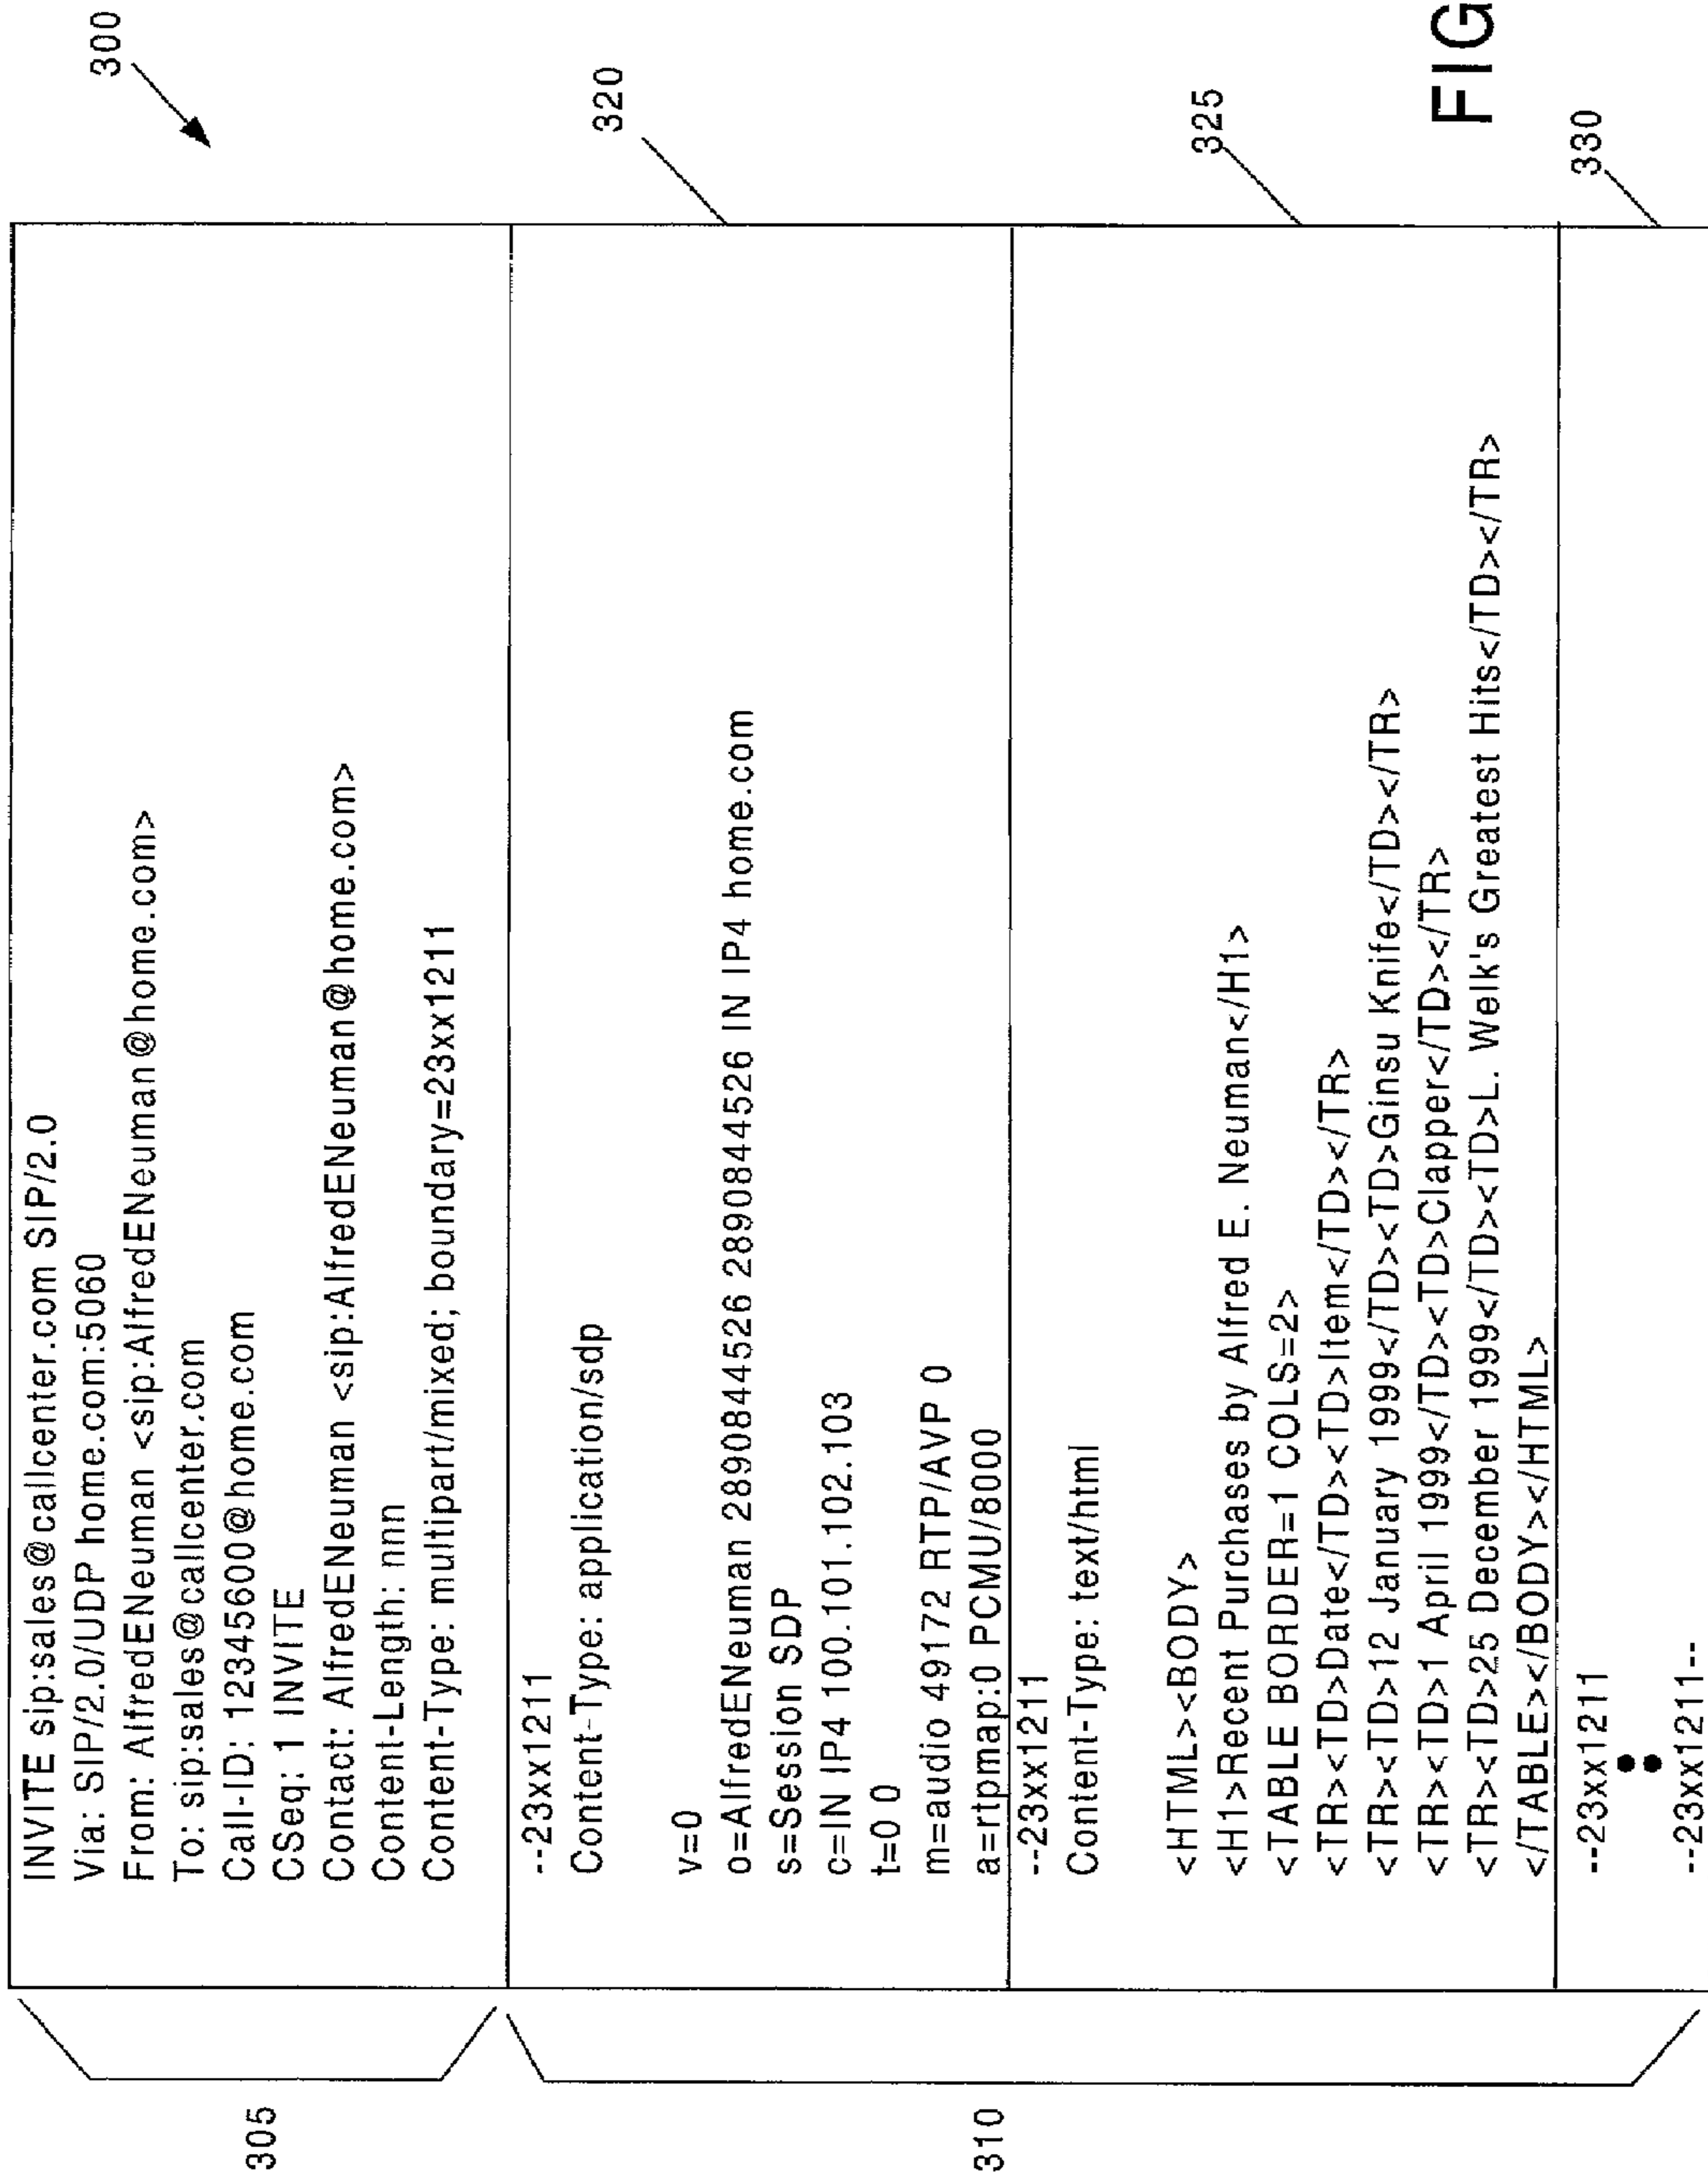 300
305
INVITE sip:sales@callcenter.com SIP/2.0
Via: SIP/2.0/UDP home.com:5060
From: AlfredENeuman <sip:AlfredENeuman@home.com>
To: sip:sales@callcenter.com
Call-ID: 12345600@home.com
CSeq: 1 INVITE
Contact: AlfredENeuman <sip:AlfredENeuman@home.com>
Content-Length: nnn
Content-Type: multipart/mixed; boundary=23xx1211
310
320
--23xx1211
Content-Type: application/sdp
v=0
o=AlfredENeuman 2890844526 2890844526 IN IP4 home.com
s=Session SDP
c=IN IP4 100.101.102.103
t=0 0
m=audio 49172 RTP/AVP 0
a=rtpmap:0 PCMU/8000
325
--23xx1211
Content-Type: text/html
<HTML><BODY>
<H1>Recent Purchases by Alfred E. Neuman</H1>
<TABLE BORDER=1 COLS=2>
<TR><TD>Date</TD><TD>Item</TD></TR>
<TR><TD>12 January 1999</TD><TD>Ginsu Knife</TD></TR>
<TR><TD>1 April 1999</TD><TD>Clapper</TD></TR>
<TR><TD>25 December 1999</TD><TD>L. Welk's Greatest Hits</TD></TR>
</TABLE></BODY></HTML>
330
--23xx1211
--23xx1211--
FIG